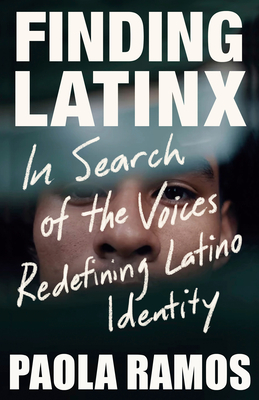 FINDING
LATINX
In Search
of the Voices
Redefining Latino
Identity
PAOLA RAMOS